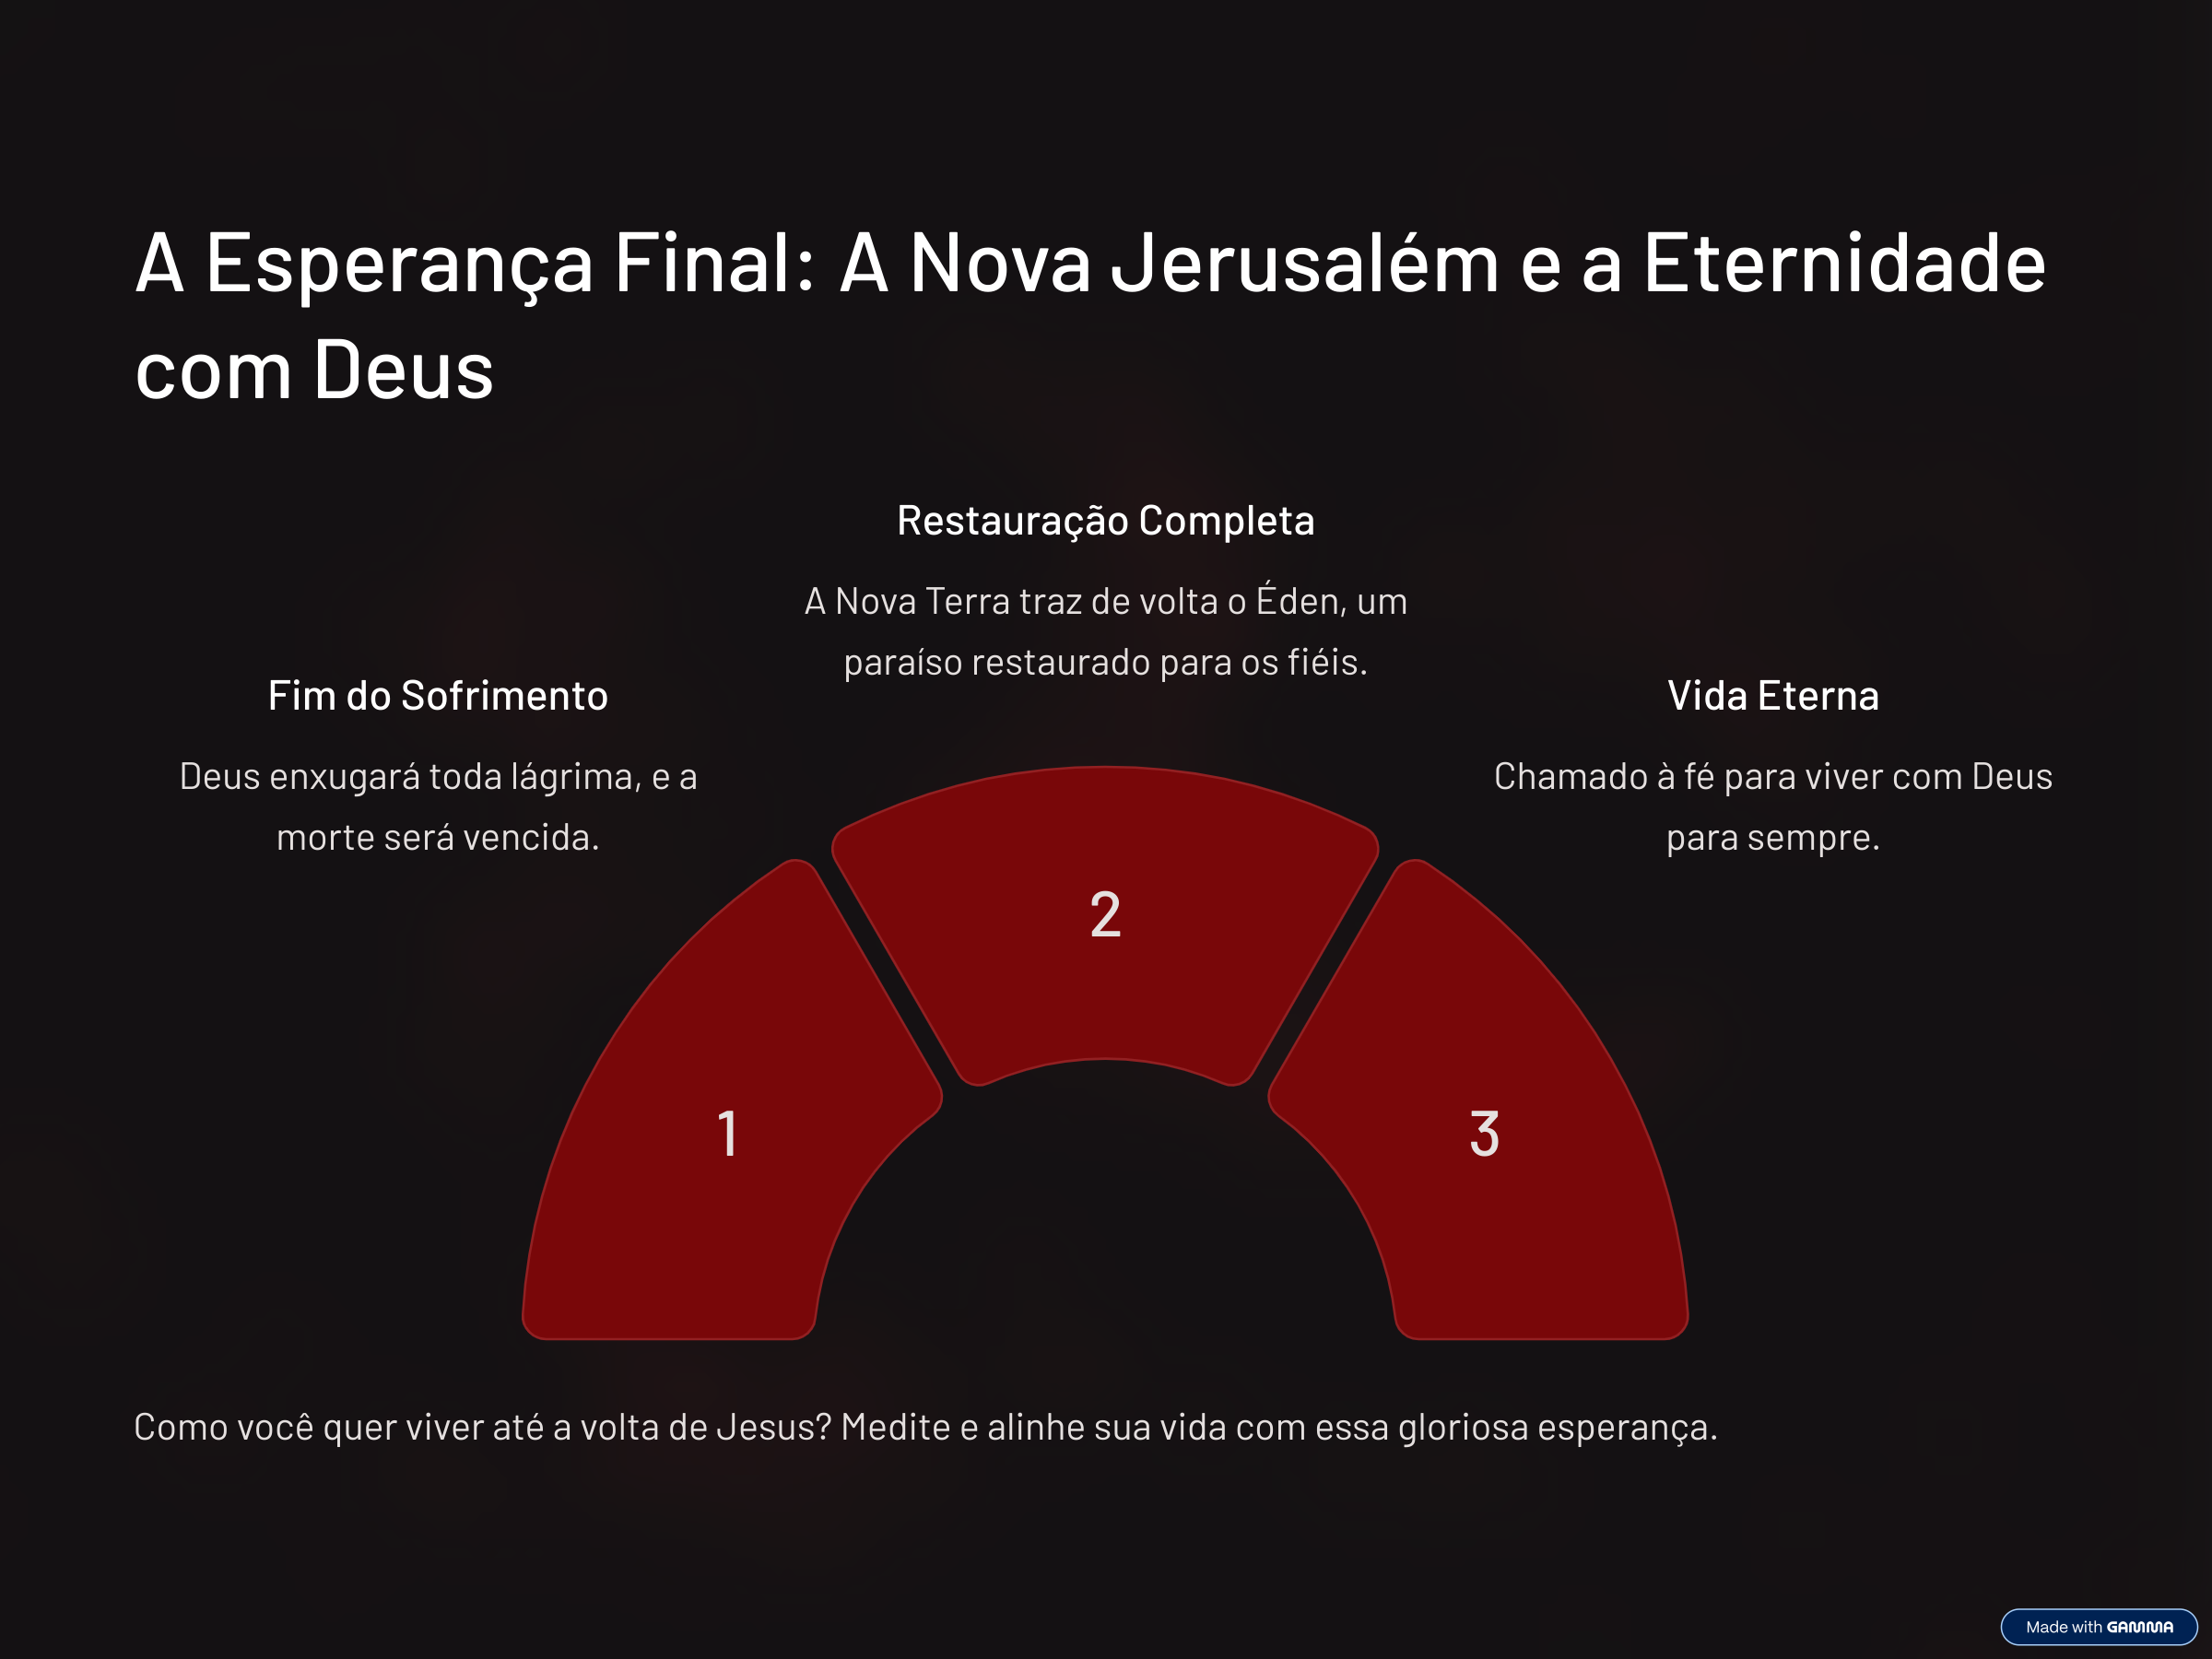 A Esperança Final: A Nova Jerusalém e a Eternidade
com Deus
Restauração Completa
A Nova Terra traz de volta o Éden, um
paraíso restaurado para os fiéis.
Fim do Sofrimento
Deus enxugará toda lágrima, e a
morte será vencida.
Vida Eterna
Chamado à fé para viver com Deus
para sempre.
1
2
3
Como você quer viver até a volta de Jesus? Medite e alinhe sua vida com essa gloriosa esperança.
Made with GAMMA